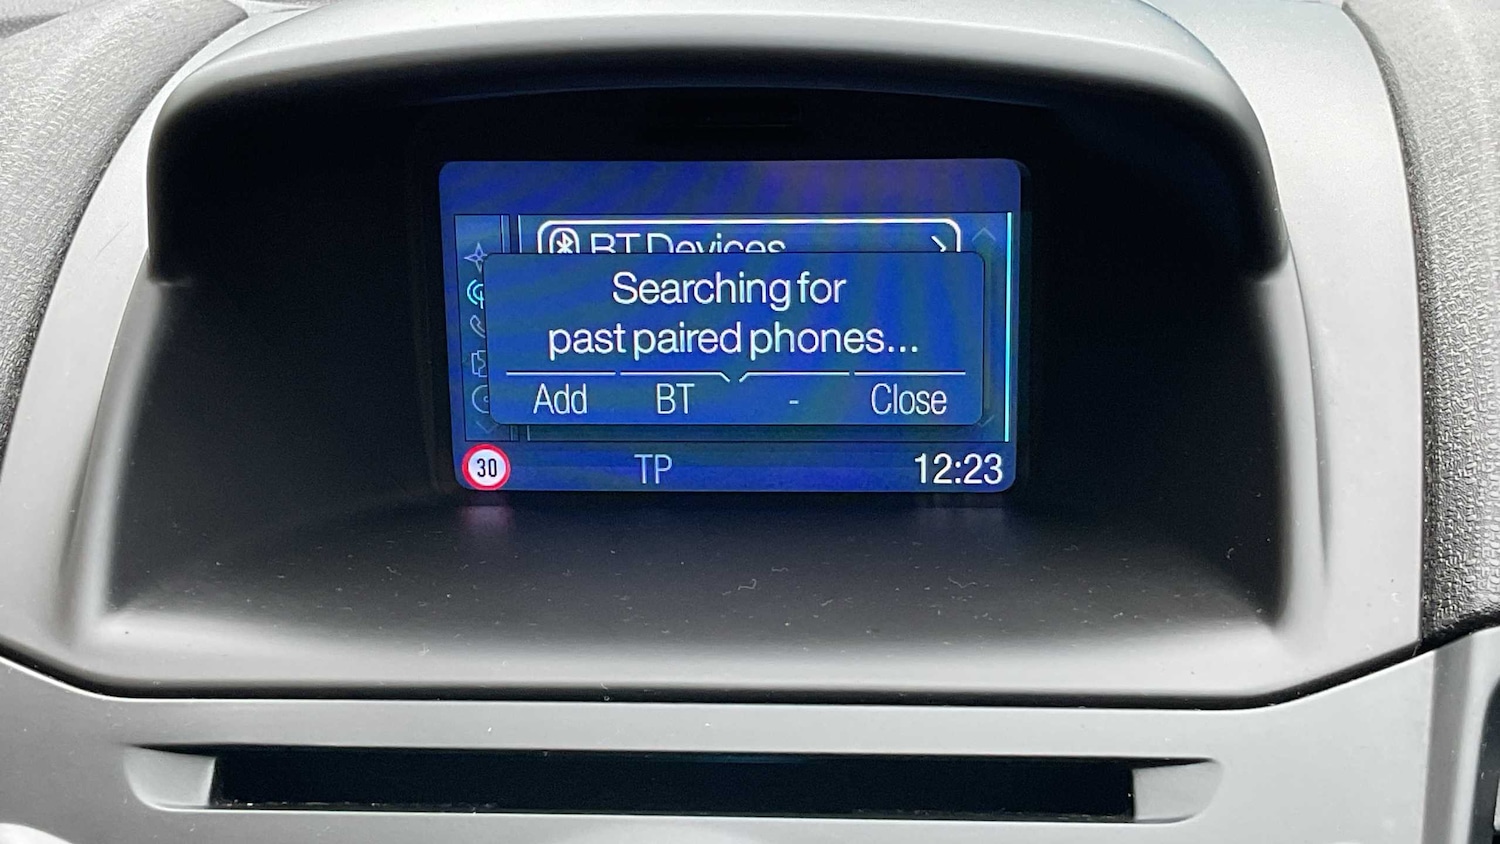 BT Devices
Searching for
past paired phones...
Add BT - Close
30 TP 12:23